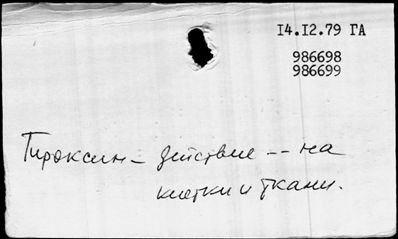 14.12.79 ГА
986698
986699
Тироксин – действие -- на
клетки и ткани.